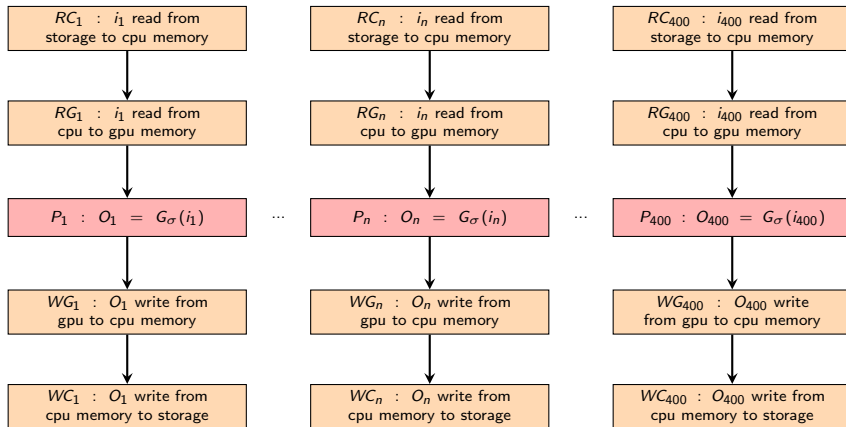 RC₁ : i₁ read from
storage to cpu memory
RCₙ : iₙ read from
storage to cpu memory
RC₄₀₀ : i₄₀₀ read from
storage to cpu memory
RG₁ : i₁ read from
cpu to gpu memory
RGₙ : iₙ read from
cpu to gpu memory
RG₄₀₀ : i₄₀₀ read from
cpu to gpu memory
P₁ : O₁ = G_σ(i₁)
...
Pₙ : Oₙ = G_σ(iₙ)
...
P₄₀₀ : O₄₀₀ = G_σ(i₄₀₀)
WG₁ : O₁ write from
gpu to cpu memory
WGₙ : Oₙ write from
gpu to cpu memory
WG₄₀₀ : O₄₀₀ write
from gpu to cpu memory
WC₁ : O₁ write from
cpu memory to storage
WCₙ : Oₙ write from
cpu memory to storage
WC₄₀₀ : O₄₀₀ write from
cpu memory to storage